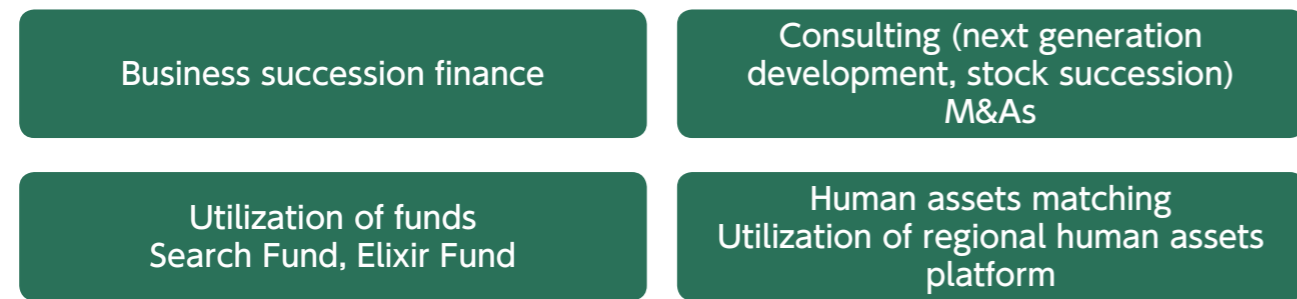 Business succession finance
Consulting (next generation
development, stock succession)
M&As
Utilization of funds
Search Fund, Elixir Fund
Human assets matching
Utilization of regional human assets
platform